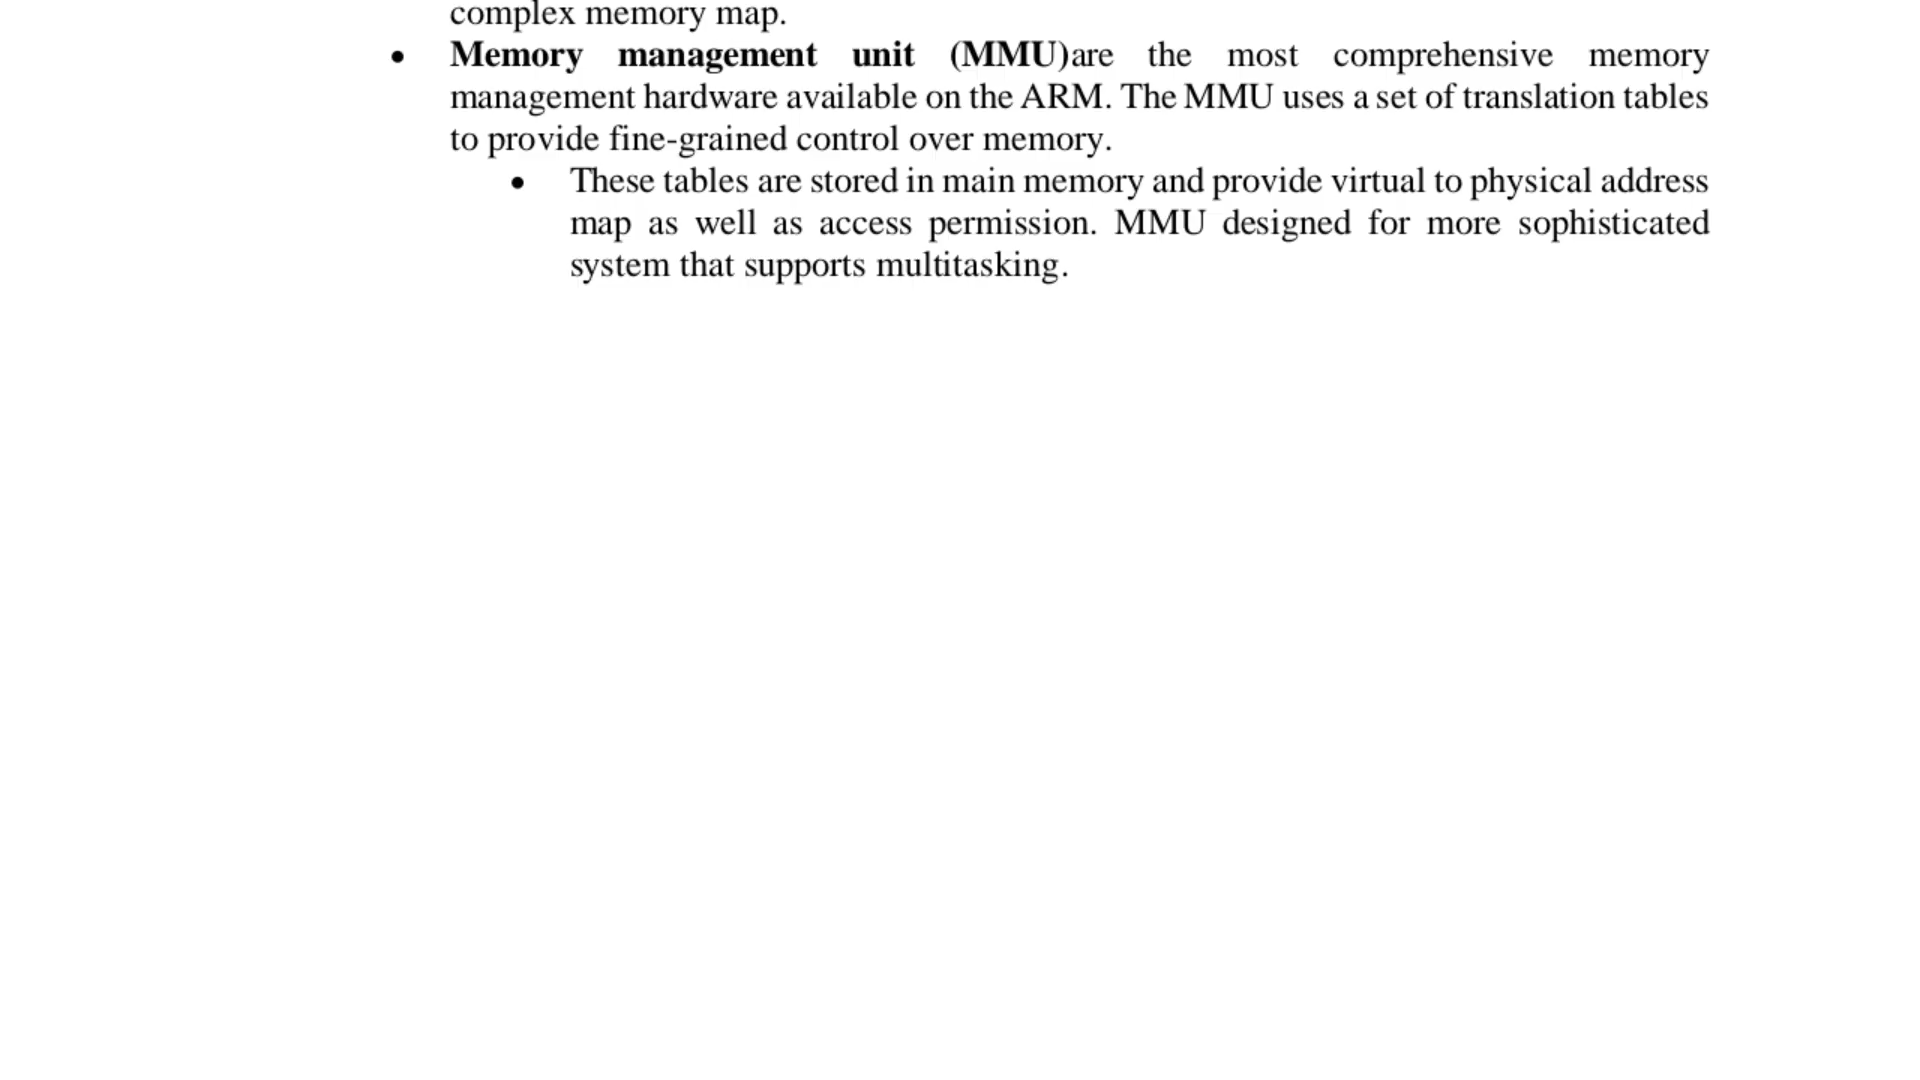 complex memory map.
• Memory management unit (MMU)are the most comprehensive memory
management hardware available on the ARM. The MMU uses a set of translation tables
to provide fine-grained control over memory.
• These tables are stored in main memory and provide virtual to physical address
map as well as access permission. MMU designed for more sophisticated
system that supports multitasking.